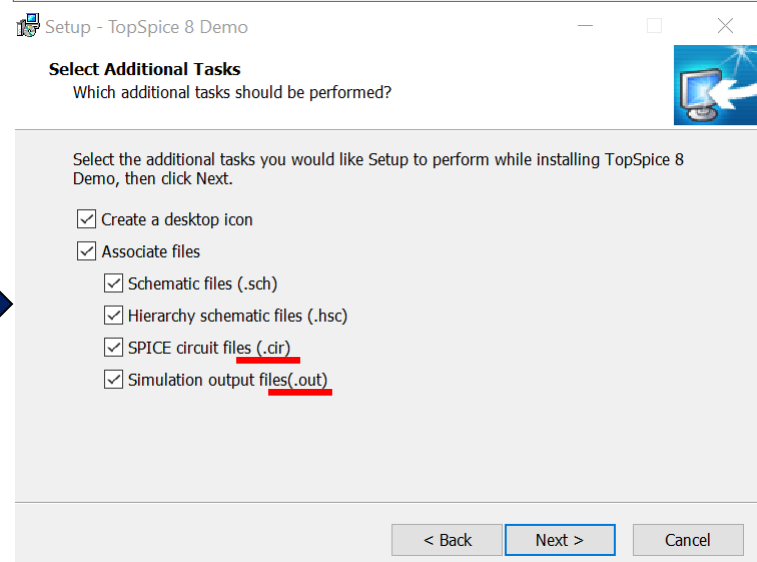 Setup - TopSpice 8 Demo
Select Additional Tasks
Which additional tasks should be performed?
Select the additional tasks you would like Setup to perform while installing TopSpice 8
Demo, then click Next.
Create a desktop icon
Associate files
Schematic files (.sch)
Hierarchy schematic files (.hsc)
SPICE circuit files (.cir)
Simulation output files(.out)
< Back Next > Cancel